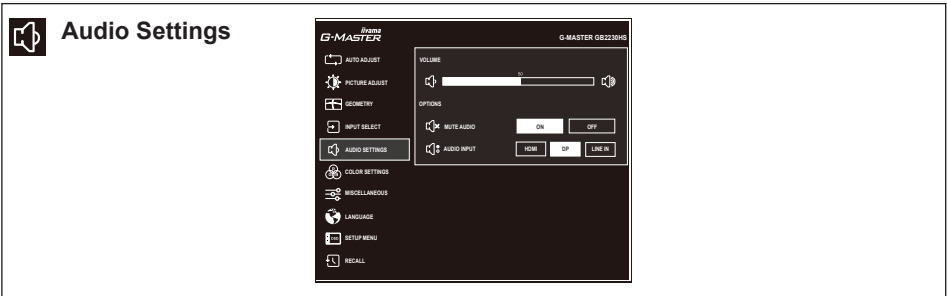 Audio Settings
iiyama
G-MASTER
G-MASTER GB2230HS
AUTO ADJUST
PICTURE ADJUST
GEOMETRY
INPUT SELECT
AUDIO SETTINGS
COLOR SETTINGS
MISCELLANEOUS
LANGUAGE
SETUP MENU
RECALL
VOLUME
50
OPTIONS
MUTE AUDIO ON OFF
AUDIO INPUT HDMI DP LINE IN